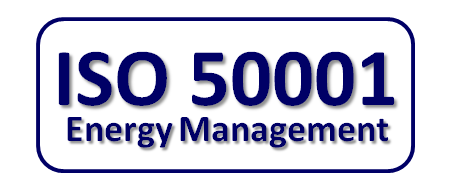 ISO 50001
Energy Management